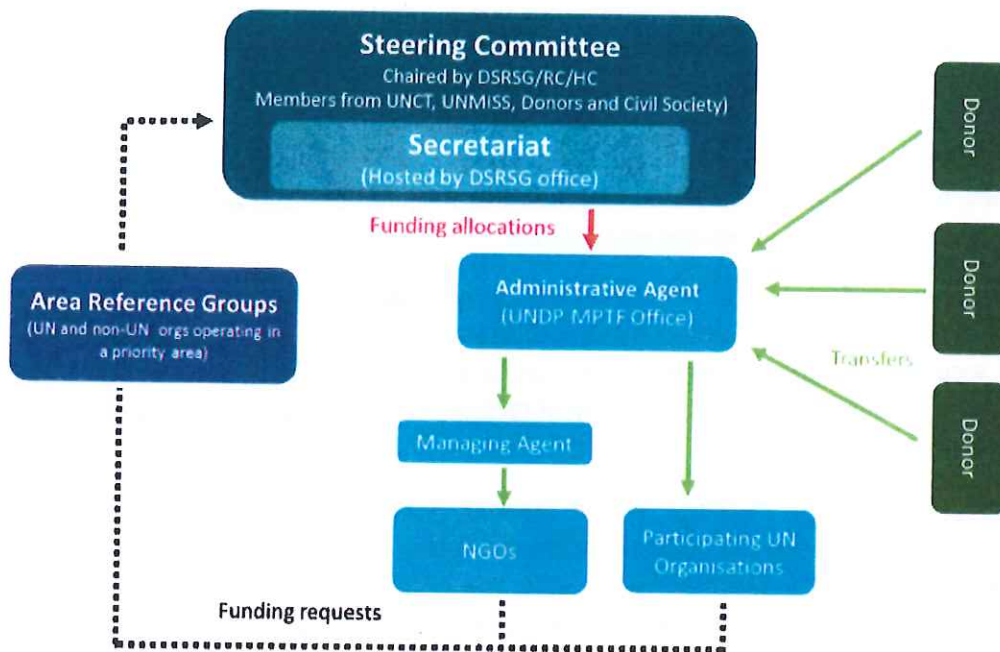 Steering Committee
Chaired by DSRSG/RC/HC
Members from UNCT, UNMISS, Donors and Civil Society)
Secretariat
(Hosted by DSRSG office)
Funding allocations
Donor
Area Reference Groups
(UN and non-UN orgs operating in
a priority area)
Administrative Agent
(UNDP MPTF Office)
Donor
Transfers
Donor
Managing Agent
NGOs
Participating UN
Organisations
Funding requests